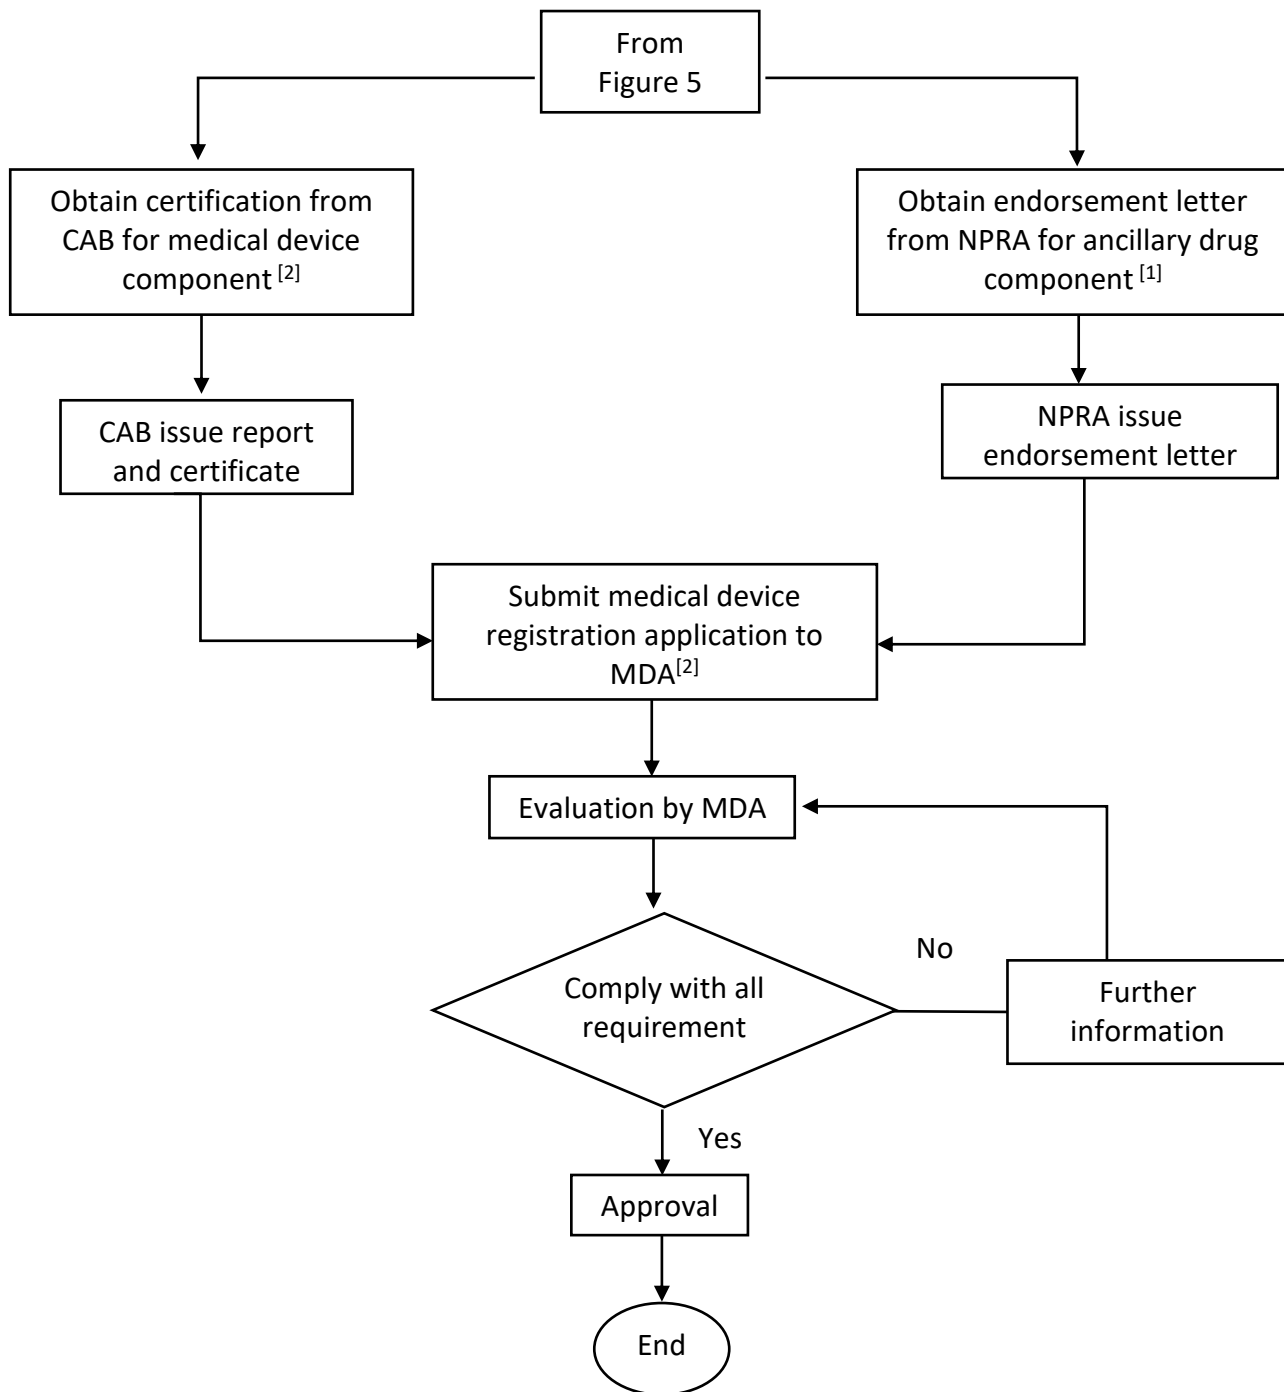 From
Figure 5
Obtain certification from
CAB for medical device
component [2]
Obtain endorsement letter
from NPRA for ancillary drug
component [1]
CAB issue report
and certificate
NPRA issue
endorsement letter
Submit medical device
registration application to
MDA[2]
Evaluation by MDA
Comply with all
requirement
No
Further
information
Yes
Approval
End